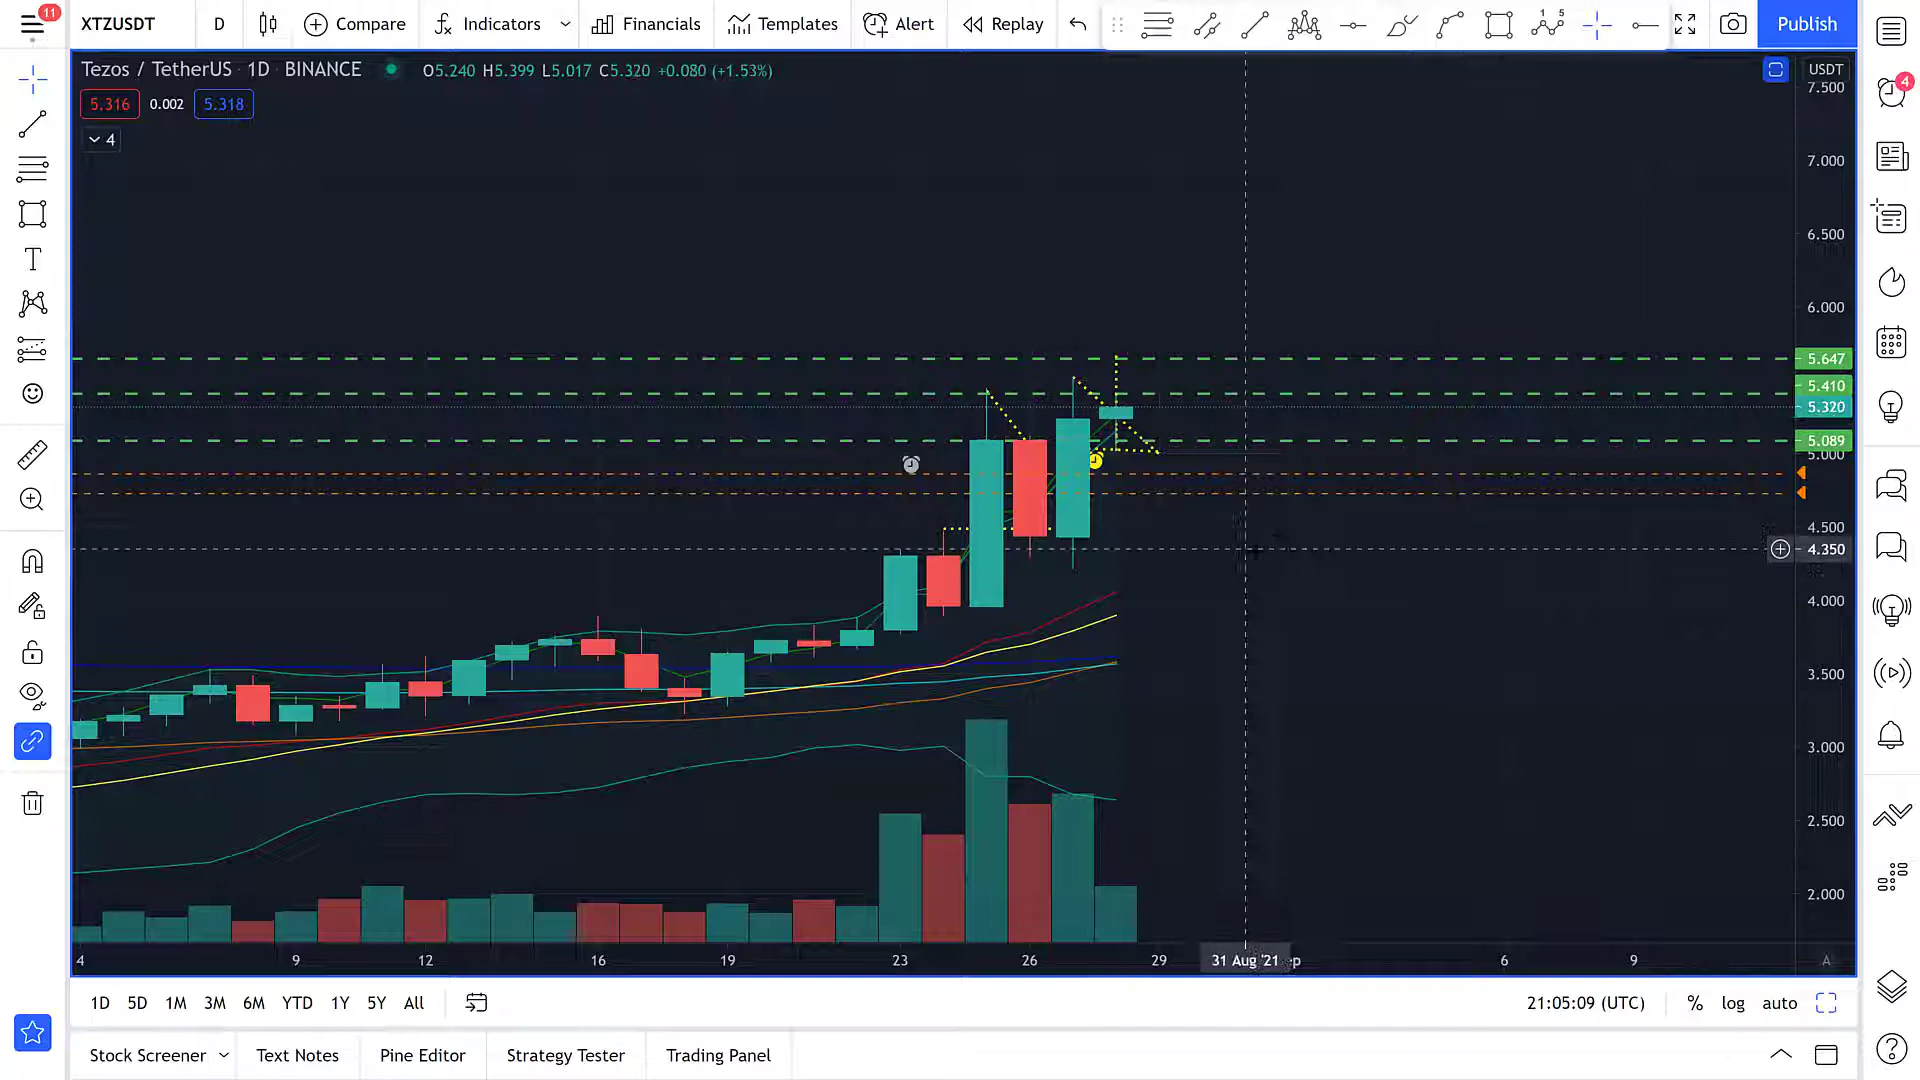 11
XTZUSDT D Compare Indicators Financials Templates Alert Replay 1 5 Publish
Tezos / TetherUS · 1D · BINANCE O5.240 H5.399 L5.017 C5.320 +0.080 (+1.53%)
5.316 0.002 5.318
4
USDT
7.500
4
7.000
6.500
6.000
5.647
5.410
5.320
5.089
5.000
4.500
4.350
4.000
3.500
3.000
2.500
2.000
4 9 12 16 19 23 26 29 31 Aug '21 6 9 A
T
1D 5D 1M 3M 6M YTD 1Y 5Y All 21:05:09 (UTC) % log auto
Stock Screener Text Notes Pine Editor Strategy Tester Trading Panel